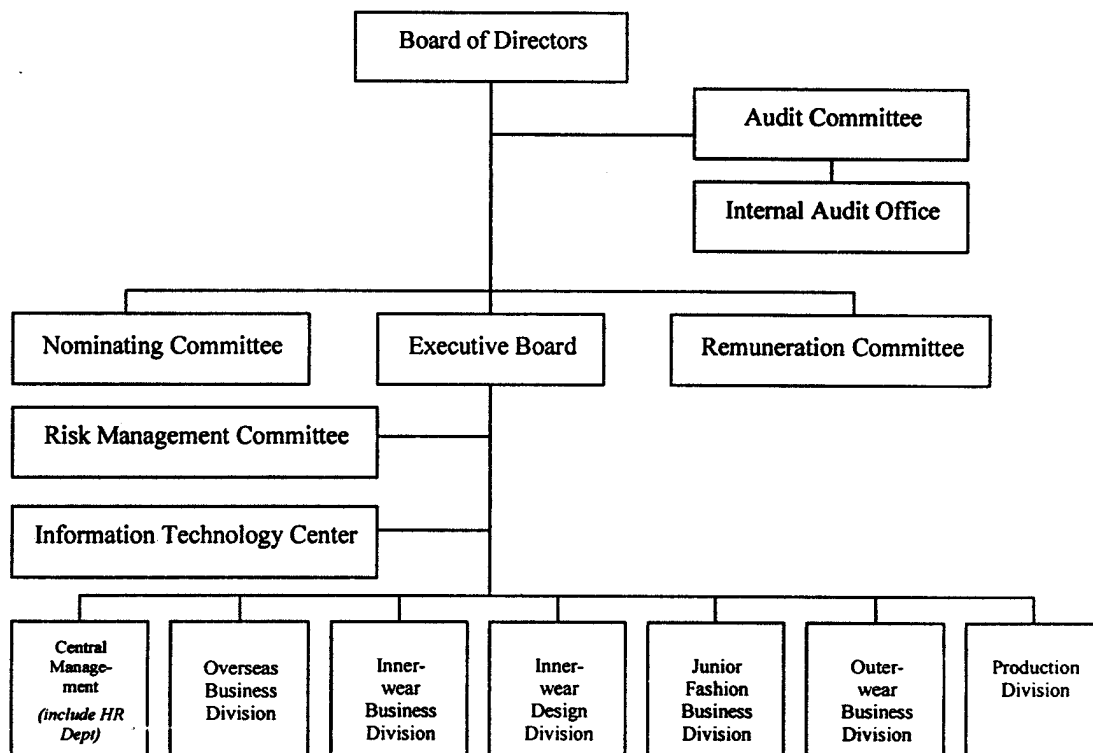 Board of Directors
Audit Committee
Internal Audit Office
Nominating Committee
Executive Board
Remuneration Committee
Risk Management Committee
Information Technology Center
Central
Manage-
ment
(include HR
Dept)
Overseas
Business
Division
Inner-
wear
Business
Division
Inner-
wear
Design
Division
Junior
Fashion
Business
Division
Outer-
wear
Business
Division
Production
Division